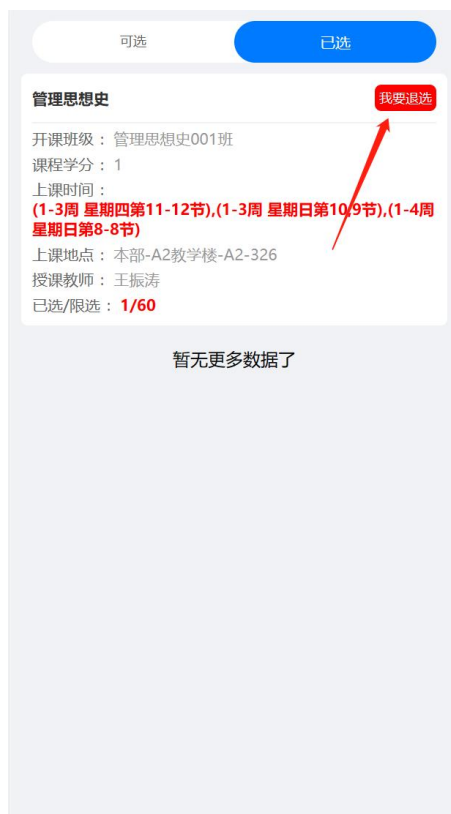 可选
已选
管理思想史
我要退选
开课班级： 管理思想史001班
课程学分： 1
上课时间：
(1-3周 星期四第11-12节),(1-3周 星期日第10,9节),(1-4周
星期日第8-8节)
上课地点： 本部-A2教学楼-A2-326
授课教师： 王振涛
已选/限选： 1/60
暂无更多数据了